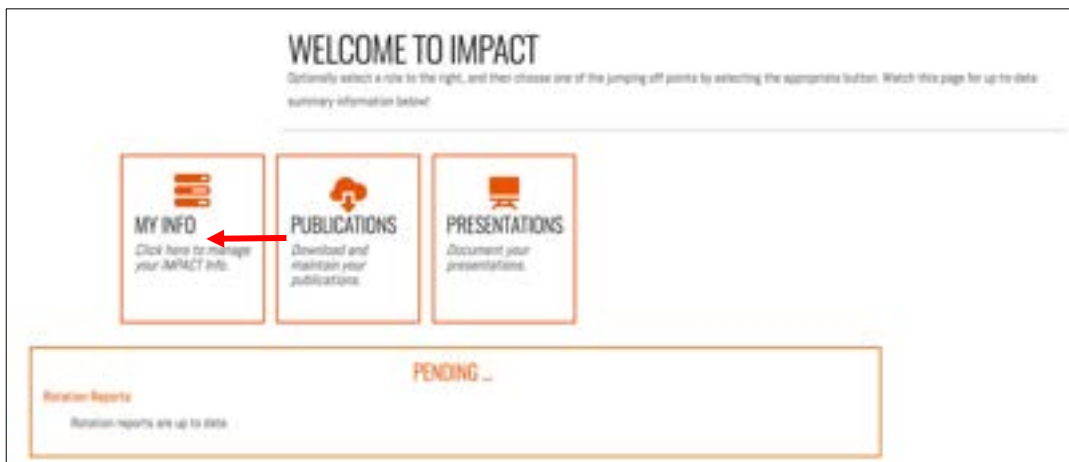 WELCOME TO IMPACT
Optionally select a role to the right, and then choose one of the jumping off points by selecting the appropriate button. Watch this page for up to date
summary information below!
MY INFO
Click here to manage
your IMPACT Info.
PUBLICATIONS
Download and
maintain your
publications.
PRESENTATIONS
Document your
presentations.
PENDING ...
Rotation Reports
Rotation reports are up to date.